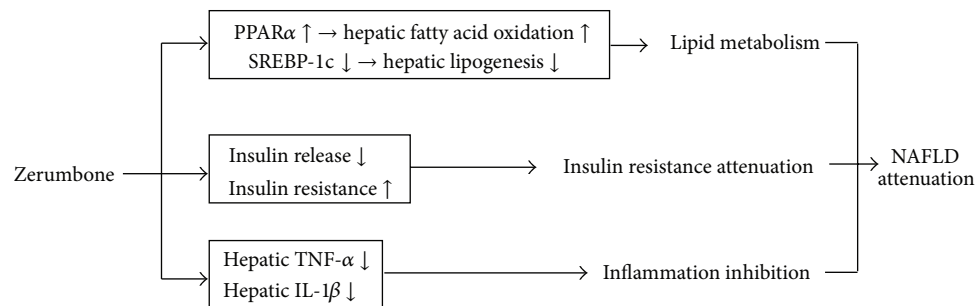 PPARα ↑ → hepatic fatty acid oxidation ↑
SREBP-1c ↓ → hepatic lipogenesis ↓
Lipid metabolism
Zerumbone
Insulin release ↓
Insulin resistance ↑
Insulin resistance attenuation
NAFLD
attenuation
Hepatic TNF-α ↓
Hepatic IL-1β ↓
Inflammation inhibition